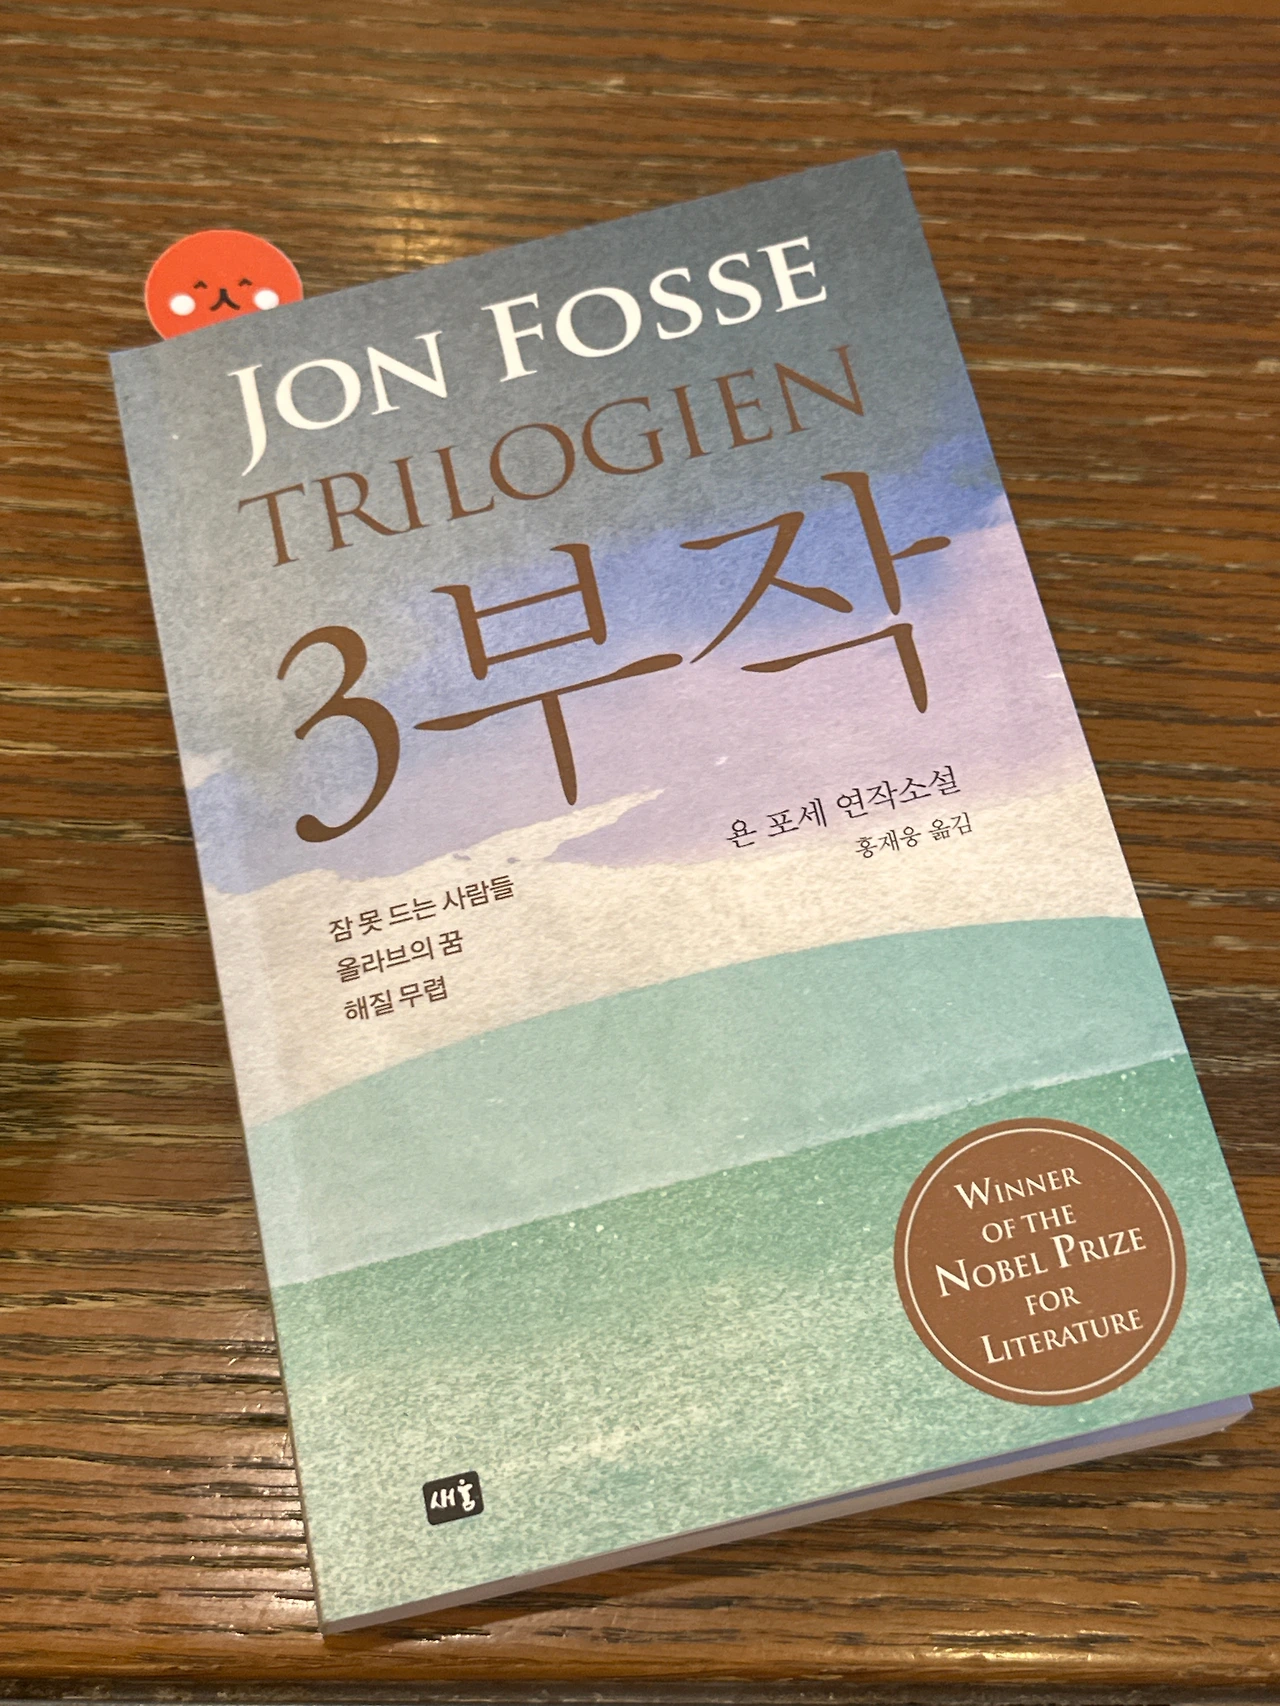 JON FOSSE
TRILOGIEN
3부작
욘 포세 연작소설
홍재웅 옮김
잠 못 드는 사람들
올라브의 꿈
해질 무렵
WINNER
OF THE
NOBEL PRIZE
FOR
LITERATURE
새움